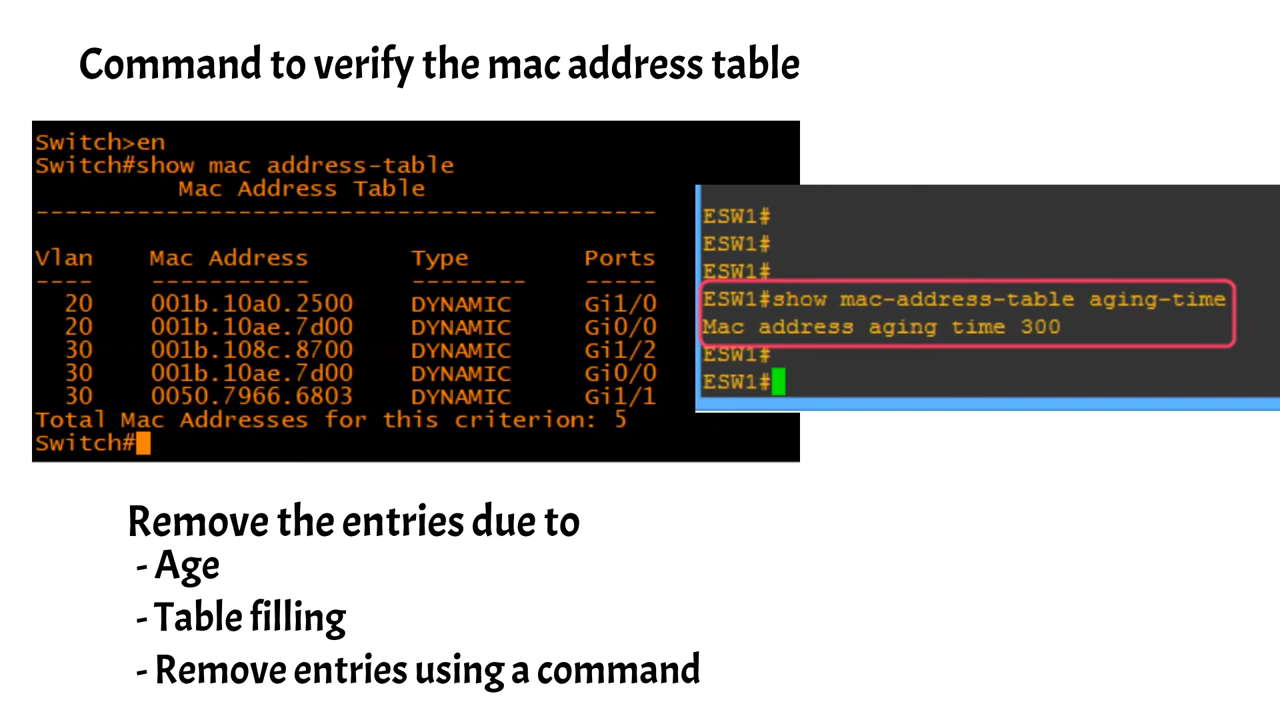 Command to verify the mac address table
Switch>en
Switch#show mac address-table
Mac Address Table
-------------------------------------------
Vlan Mac Address Type Ports
---- ----------- -------- -----
20 001b.10a0.2500 DYNAMIC Gi1/0
20 001b.10ae.7d00 DYNAMIC Gi0/0
30 001b.108c.8700 DYNAMIC Gi1/2
30 001b.10ae.7d00 DYNAMIC Gi0/0
30 0050.7966.6803 DYNAMIC Gi1/1
Total Mac Addresses for this criterion: 5
Switch#
ESW1#
ESW1#
ESW1#
ESW1#show mac-address-table aging-time
Mac address aging time 300
ESW1#
ESW1#
Remove the entries due to
- Age
- Table filling
- Remove entries using a command